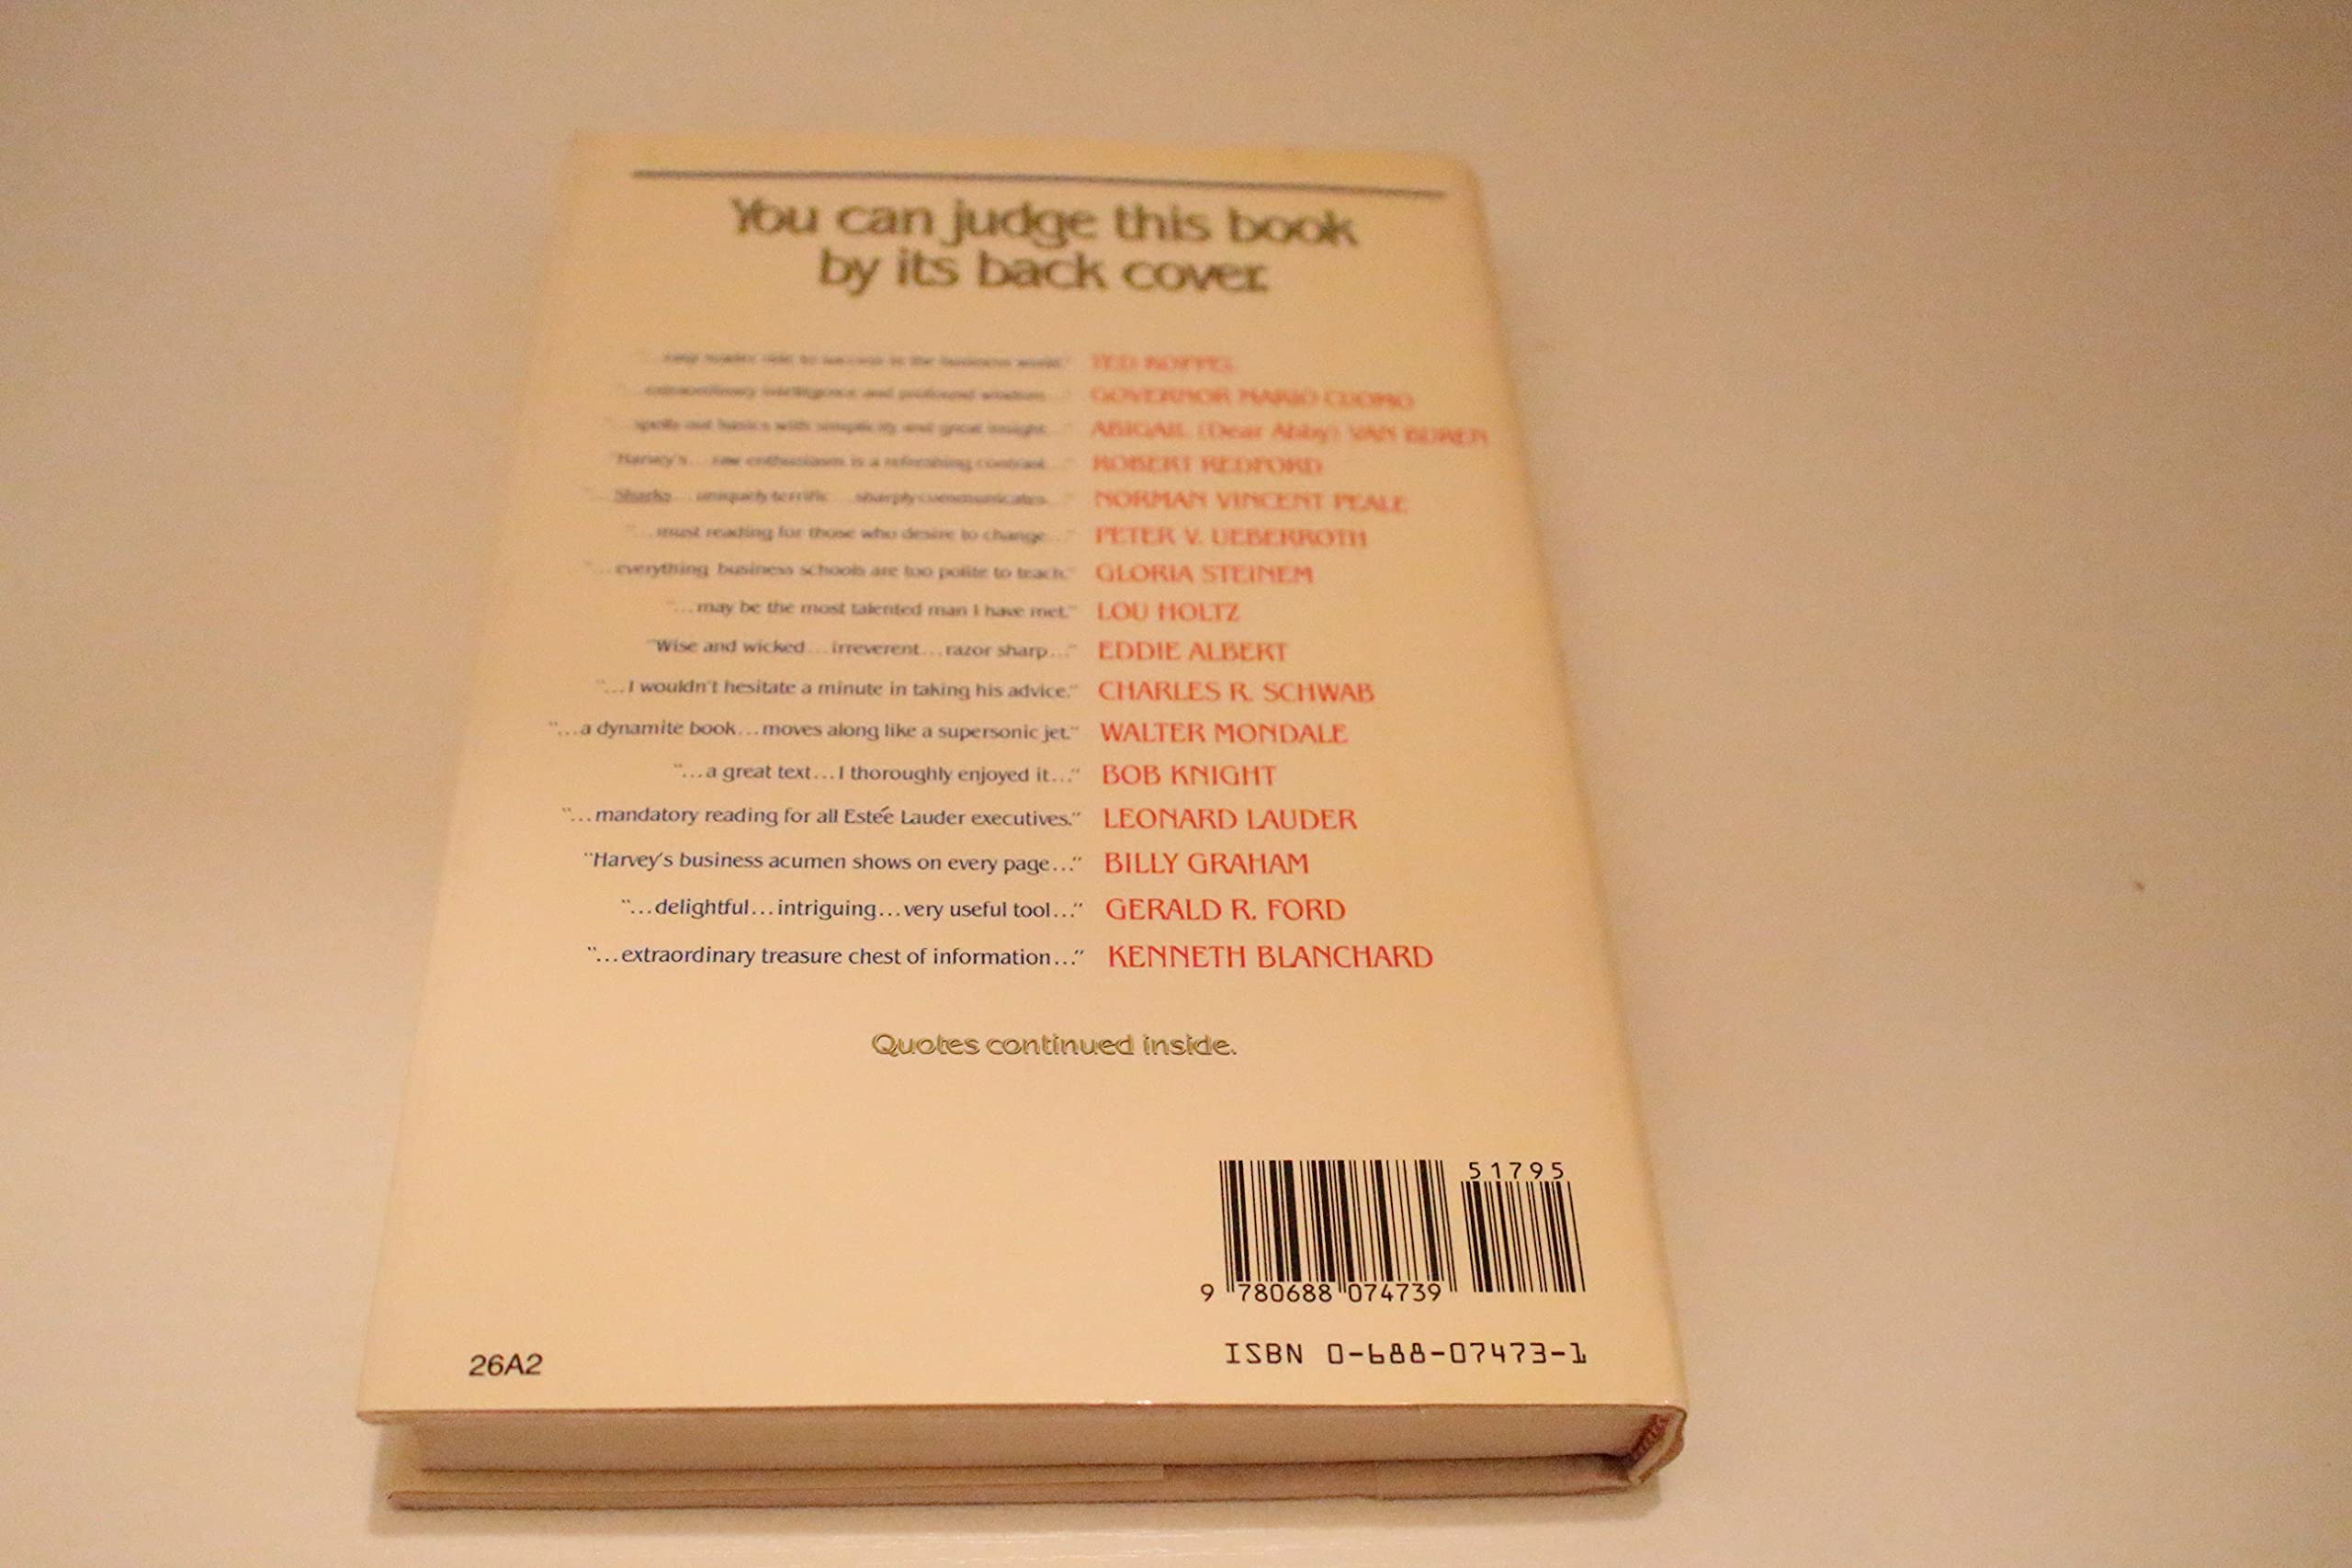 You can judge this book
by its back cover.
"...easy reader ride to success in the business world." TED KOPPEL
"...extraordinary intelligence and profound wisdom..." GOVERNOR MARIO CUOMO
"...spells out basics with simplicity and great insight..." ABIGAIL (Dear Abby) VAN BUREN
"Harvey's...raw enthusiasm is a refreshing contrast..." ROBERT REDFORD
"...Sharks...uniquely terrific...sharply communicates..." NORMAN VINCENT PEALE
"...must reading for those who desire to change..." PETER V. UEBERROTH
"...everything business schools are too polite to teach." GLORIA STEINEM
"...may be the most talented man I have met." LOU HOLTZ
"Wise and wicked...irreverent...razor sharp..." EDDIE ALBERT
"...I wouldn't hesitate a minute in taking his advice." CHARLES R. SCHWAB
"...a dynamite book...moves along like a supersonic jet." WALTER MONDALE
"...a great text...I thoroughly enjoyed it..." BOB KNIGHT
"...mandatory reading for all Estée Lauder executives." LEONARD LAUDER
"Harvey's business acumen shows on every page..." BILLY GRAHAM
"...delightful...intriguing...very useful tool..." GERALD R. FORD
"...extraordinary treasure chest of information..." KENNETH BLANCHARD
Quotes continued inside.
51795
9 780688 074739
ISBN 0-688-07473-1
26A2